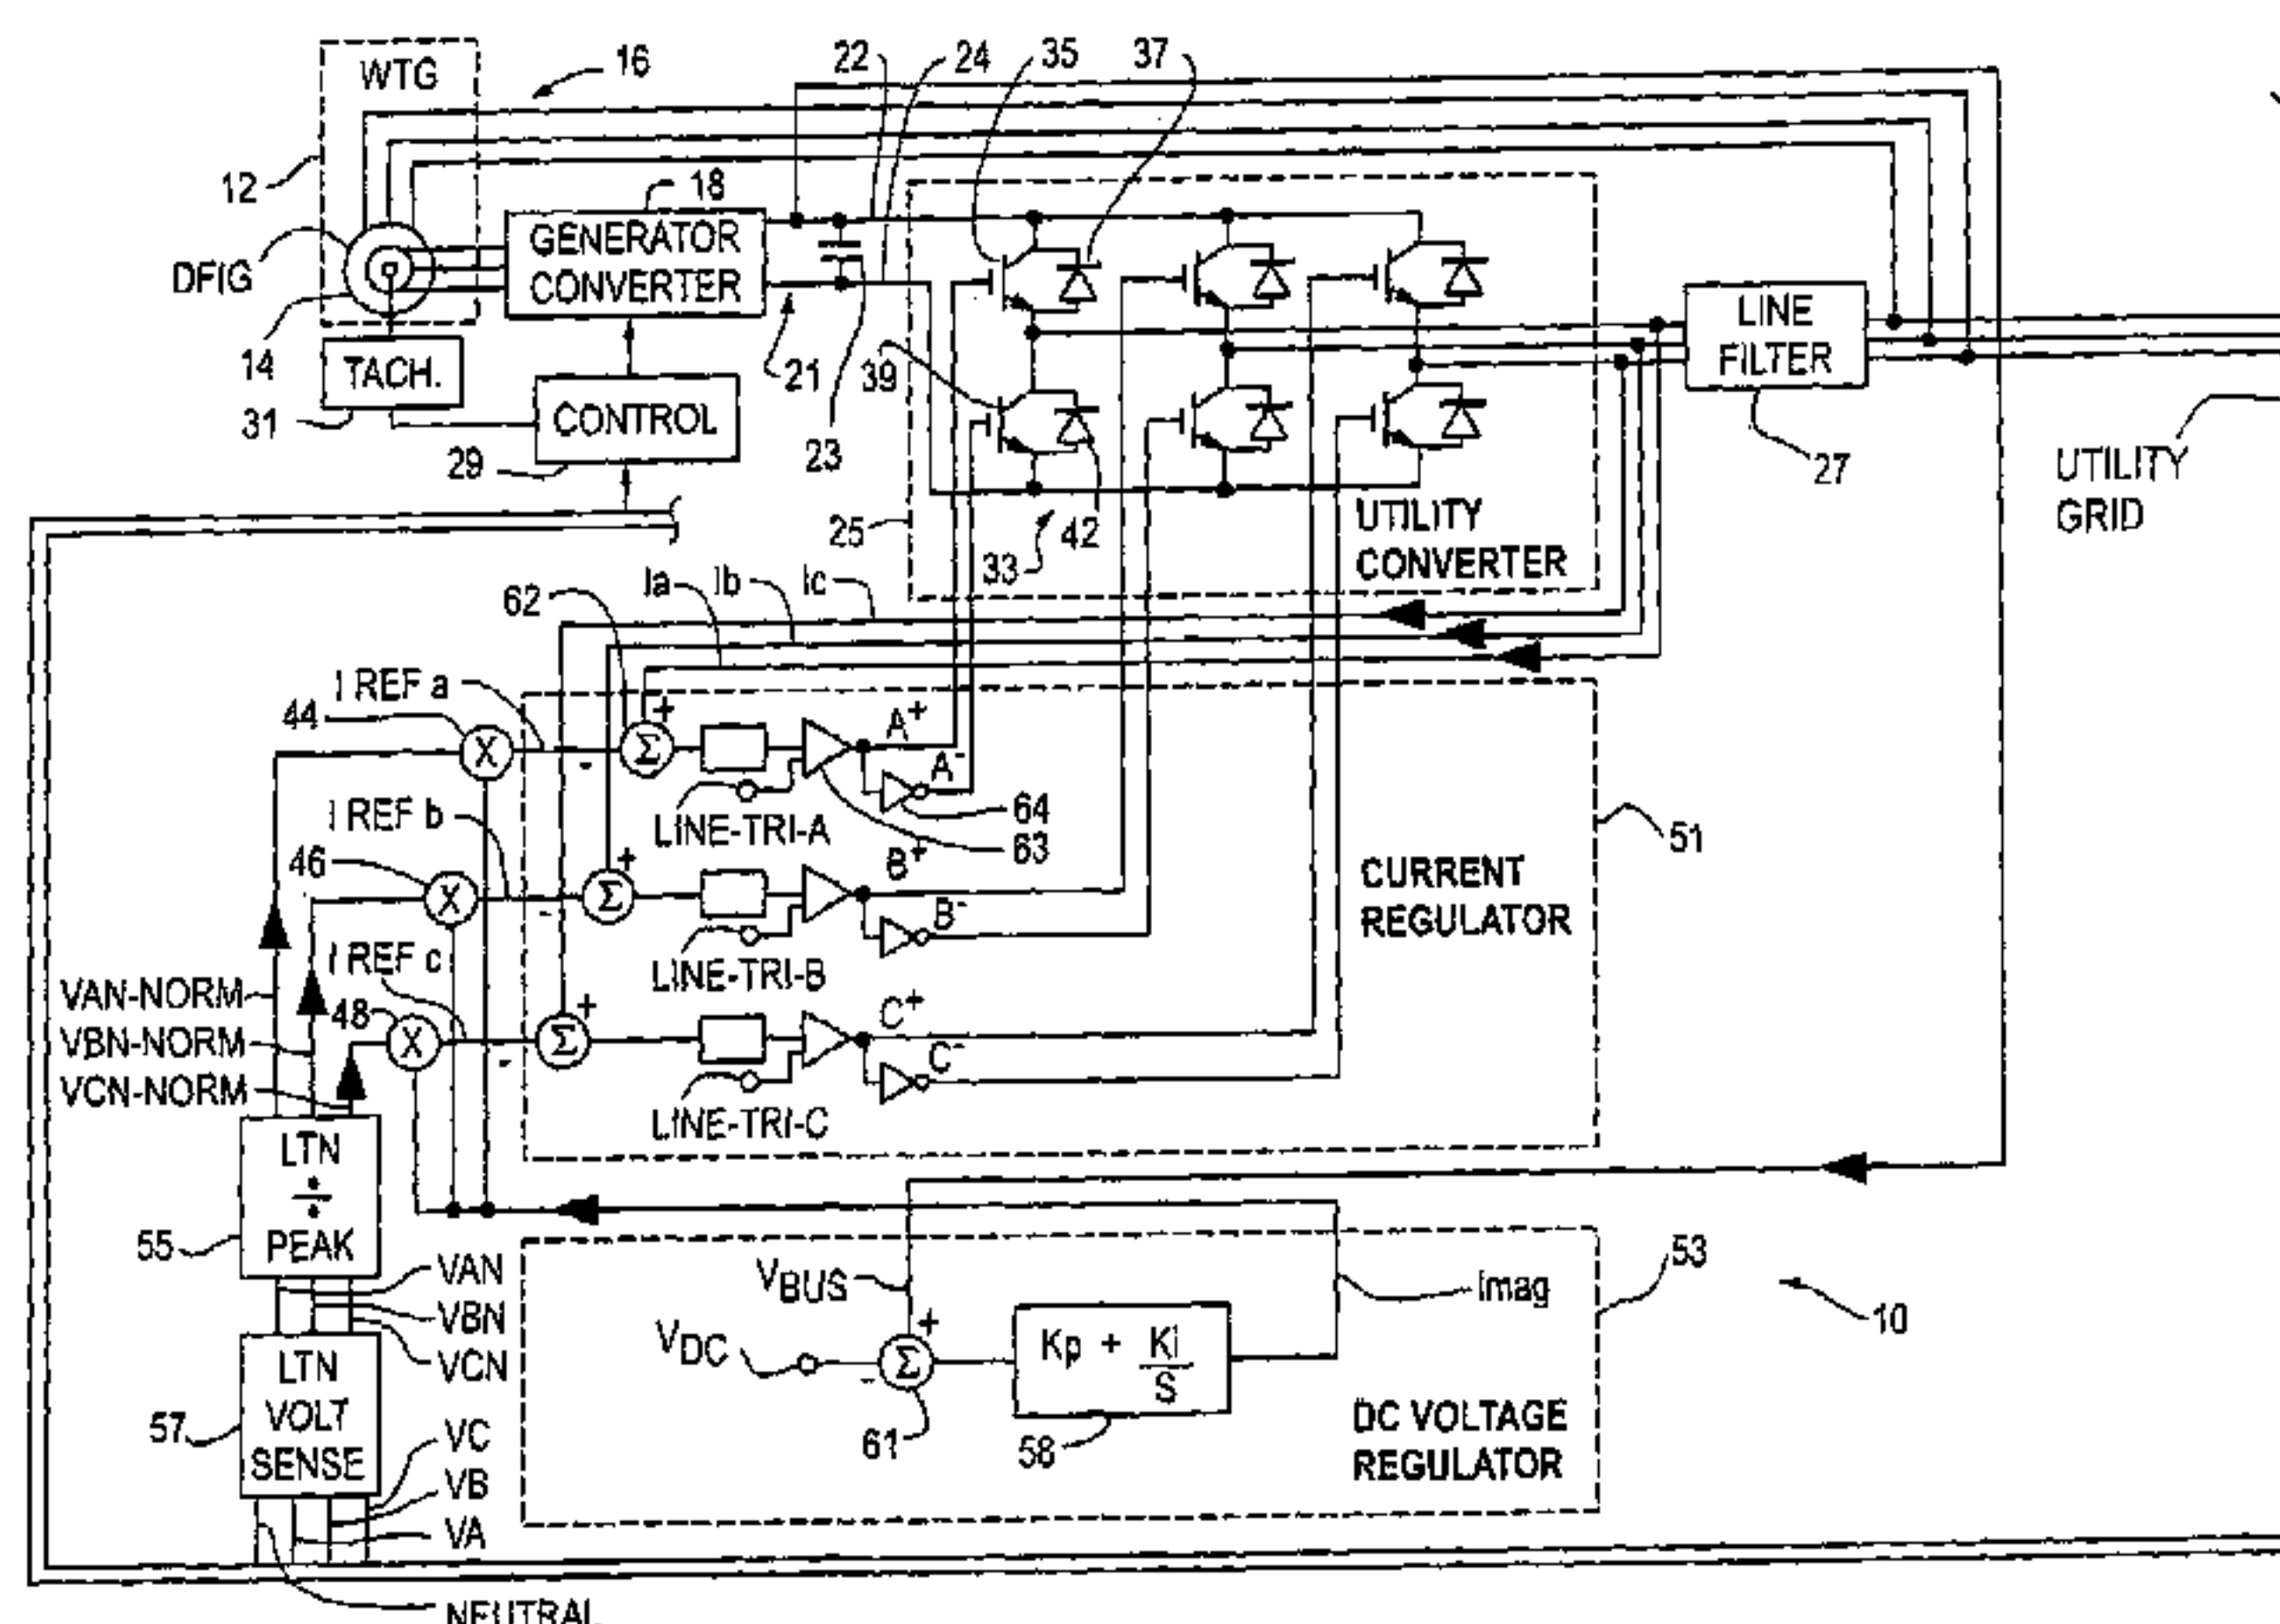 WTG
16
22
24
35
37
12
18
GENERATOR
CONVERTER
DFIG
14
TACH.
31
CONTROL
29
21
23
39
LINE
FILTER
27
UTILITY
GRID
25
33
42
UTILITY
CONVERTER
62
Ia
Ib
Ic
I REF a
44
X
Σ
+
-
A+
A-
LINE-TRI-A
64
63
51
I REF b
46
X
Σ
+
-
B+
B-
LINE-TRI-B
CURRENT
REGULATOR
I REF c
VAN-NORM
VBN-NORM
VCN-NORM
48
X
Σ
+
-
C+
C-
LINE-TRI-C
LTN
÷
PEAK
55
VAN
VBN
VCN
LTN
VOLT
SENSE
57
VC
VB
VA
NEUTRAL
VBUS
VDC
+
-
Σ
61
Kp + Ki
S
58
Imag
53
10
DC VOLTAGE
REGULATOR